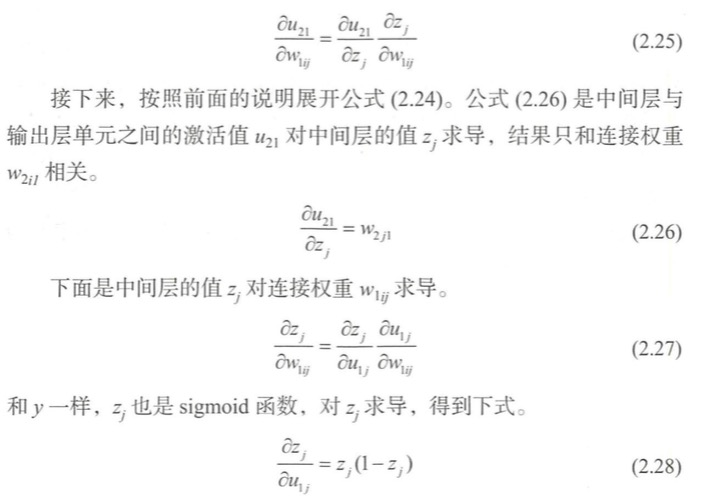 ∂u₂₁/∂w₁ᵢⱼ = ∂u₂₁/∂zⱼ ∂zⱼ/∂w₁ᵢⱼ (2.25)
接下来，按照前面的说明展开公式 (2.24)。公式 (2.26) 是中间层与
输出层单元之间的激活值 u₂₁ 对中间层的值 zⱼ 求导，结果只和连接权重
w₂ᵢ₁ 相关。
∂u₂₁/∂zⱼ = w₂ⱼ₁ (2.26)
下面是中间层的值 zⱼ 对连接权重 w₁ᵢⱼ 求导。
∂zⱼ/∂w₁ᵢⱼ = ∂zⱼ/∂u₁ⱼ ∂u₁ⱼ/∂w₁ᵢⱼ (2.27)
和 y 一样，zⱼ 也是 sigmoid 函数，对 zⱼ 求导，得到下式。
∂zⱼ/∂u₁ⱼ = zⱼ(1−zⱼ) (2.28)